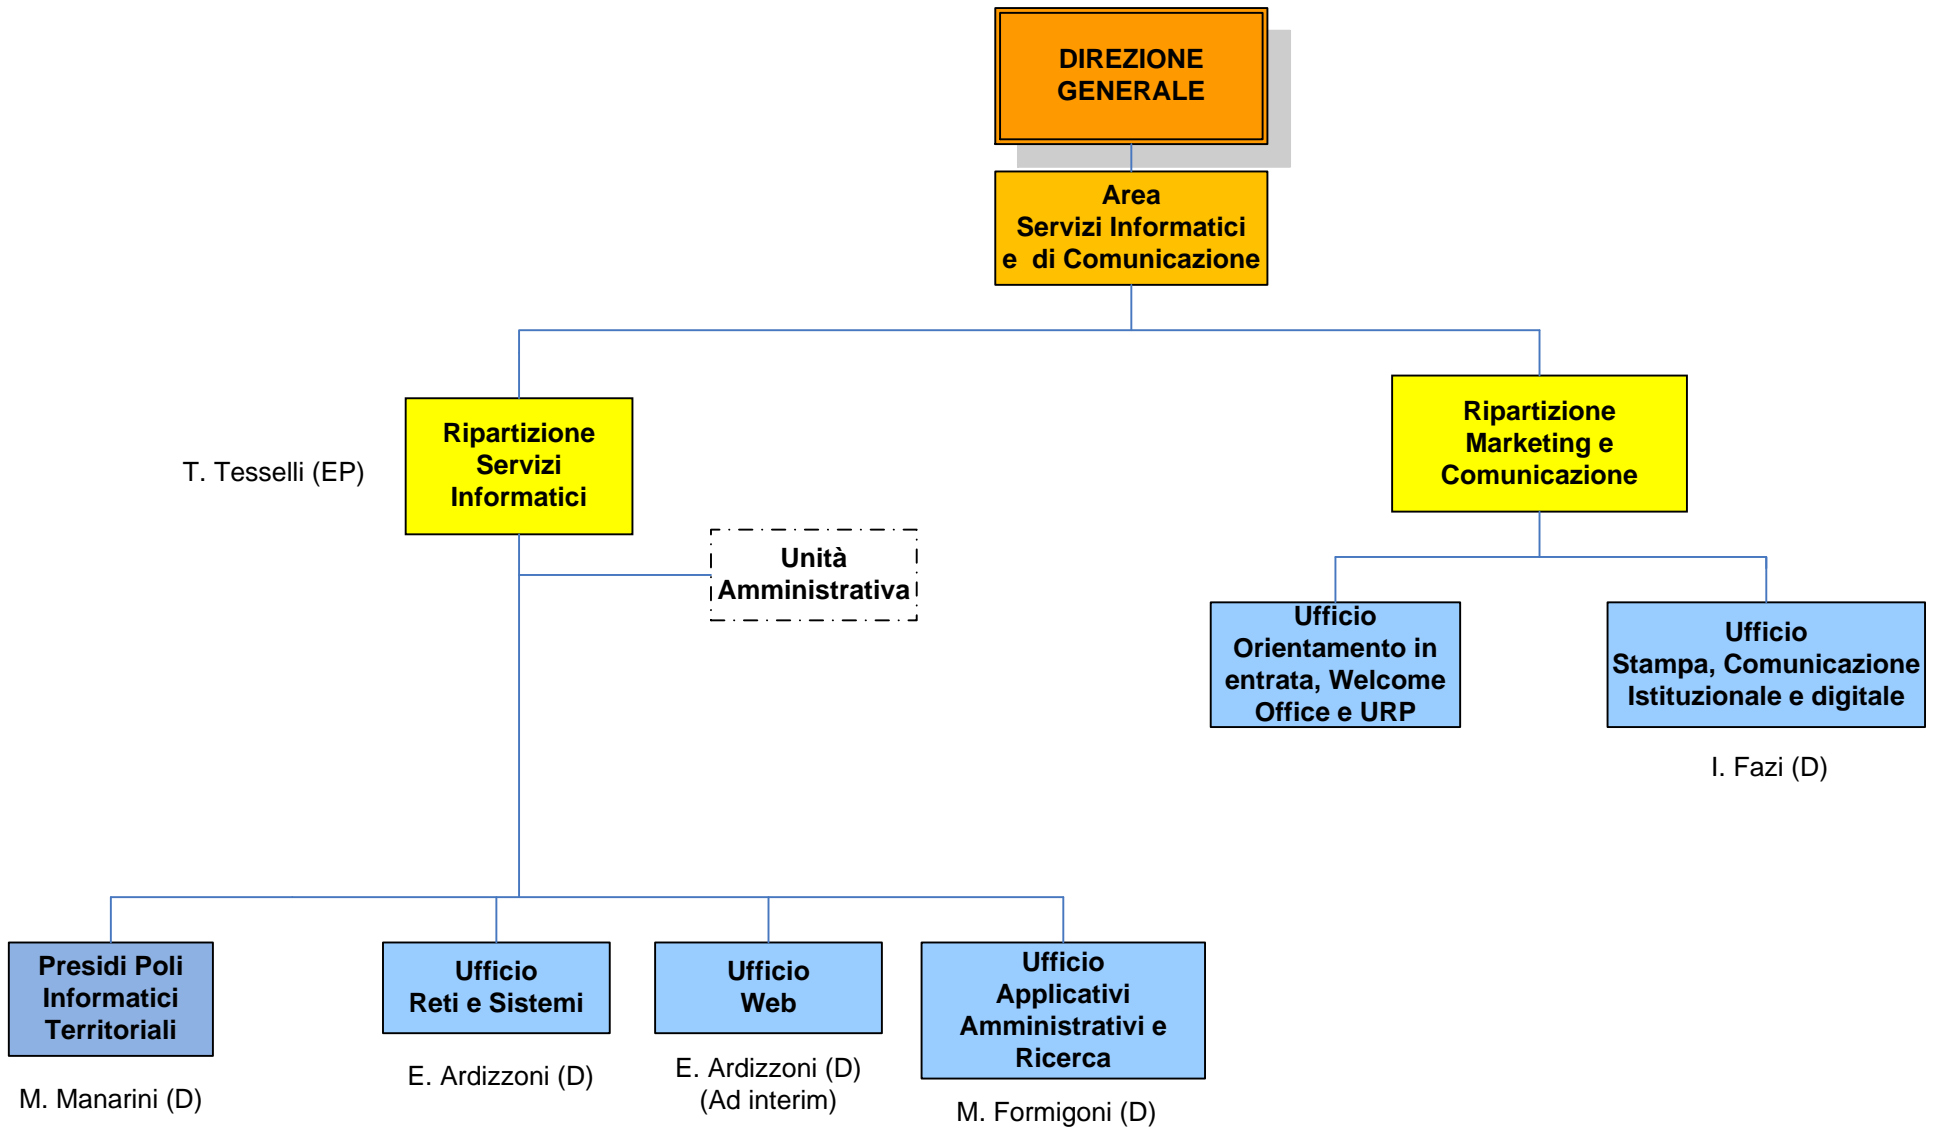 DIREZIONE
GENERALE
Area
Servizi Informatici
e di Comunicazione
T. Tesselli (EP)
Ripartizione
Servizi
Informatici
Ripartizione
Marketing e
Comunicazione
Unità
Amministrativa
Ufficio
Orientamento in
entrata, Welcome
Office e URP
Ufficio
Stampa, Comunicazione
Istituzionale e digitale
I. Fazi (D)
Presidi Poli
Informatici
Territoriali
M. Manarini (D)
Ufficio
Reti e Sistemi
E. Ardizzoni (D)
Ufficio
Web
E. Ardizzoni (D)
(Ad interim)
Ufficio
Applicativi
Amministrativi e
Ricerca
M. Formigoni (D)